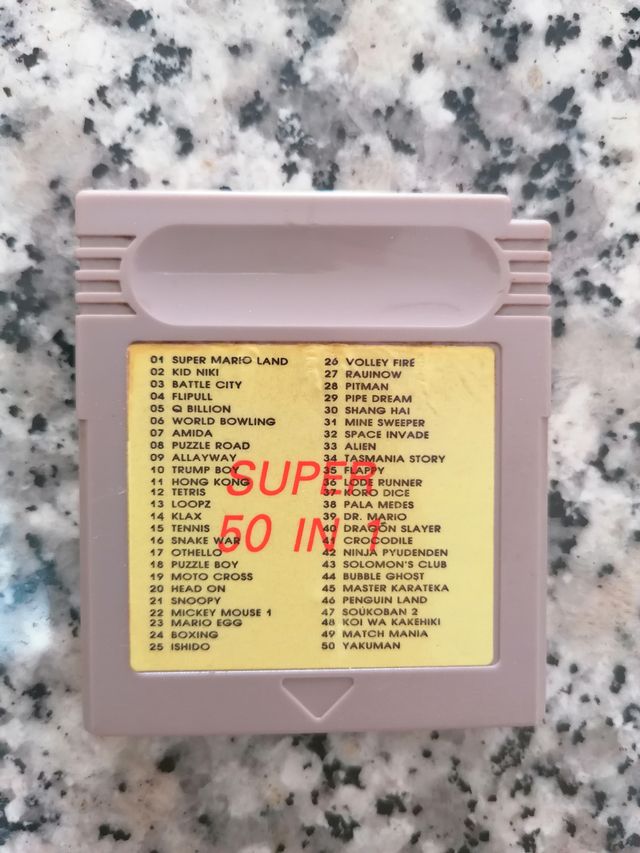 01 SUPER MARIO LAND
02 KID NIKI
03 BATTLE CITY
04 FLIPULL
05 Q BILLION
06 WORLD BOWLING
07 AMIDA
08 PUZZLE ROAD
09 ALLAYWAY
10 TRUMP BOY
11 HONG KONG
12 TETRIS
13 LOOPZ
14 KLAX
15 TENNIS
16 SNAKE WAR
17 OTHELLO
18 PUZZLE BOY
19 MOTO CROSS
20 HEAD ON
21 SNOOPY
22 MICKEY MOUSE 1
23 MARIO EGG
24 BOXING
25 ISHIDO
26 VOLLEY FIRE
27 RAUINOW
28 PITMAN
29 PIPE DREAM
30 SHANG HAI
31 MINE SWEEPER
32 SPACE INVADE
33 ALIEN
34 TASMANIA STORY
35 FLAPPY
36 LODE RUNNER
37 KORO DICE
38 PALA MEDES
39 DR. MARIO
40 DRAGON SLAYER
41 CROCODILE
42 NINJA PYUDENDEN
43 SOLOMON'S CLUB
44 BUBBLE GHOST
45 MASTER KARATEKA
46 PENGUIN LAND
47 SOUKOBAN 2
48 KOI WA KAKEHIKI
49 MATCH MANIA
50 YAKUMAN
SUPER
50 IN 1